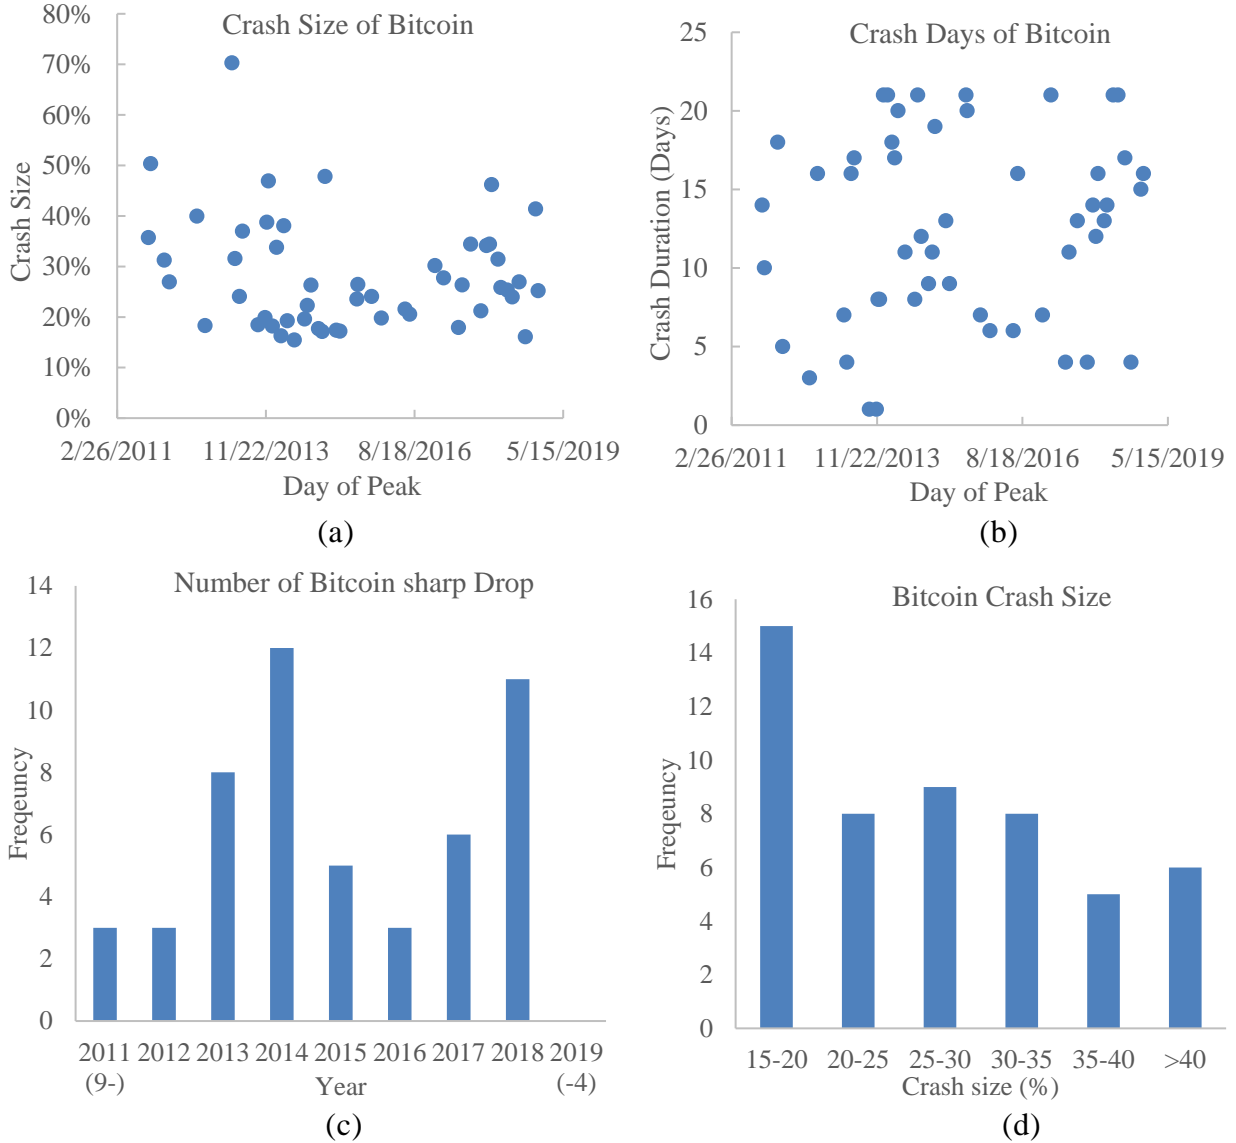 Crash Size of Bitcoin
80%
70%
60%
50%
40%
30%
20%
10%
0%
Crash Size
2/26/2011 11/22/2013 8/18/2016 5/15/2019
Day of Peak
(a)
Crash Days of Bitcoin
25
20
15
10
5
0
Crash Duration (Days)
2/26/2011 11/22/2013 8/18/2016 5/15/2019
Day of Peak
(b)
Number of Bitcoin sharp Drop
14
12
10
8
6
4
2
0
Freqeuncy
2011 2012 2013 2014 2015 2016 2017 2018 2019
(9-) (-4)
Year
(c)
Bitcoin Crash Size
16
14
12
10
8
6
4
2
0
Freqeuncy
15-20 20-25 25-30 30-35 35-40 >40
Crash size (%)
(d)